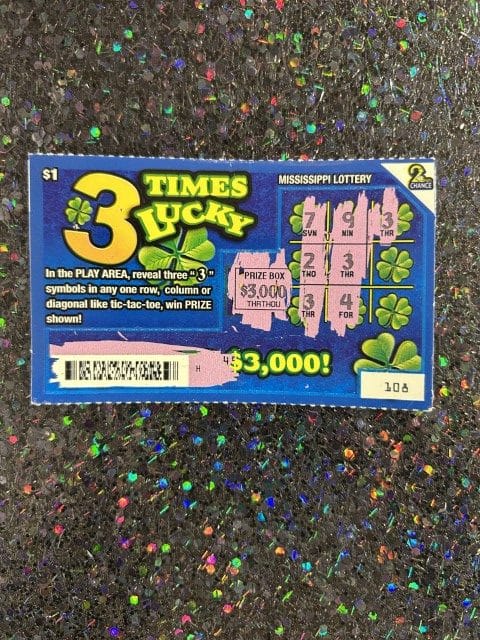 $1
3 TIMES
LUCKY
MISSISSIPPI LOTTERY
2ND
CHANCE
In the PLAY AREA, reveal three "3"
symbols in any one row, column or
diagonal like tic-tac-toe, win PRIZE
shown!
PRIZE BOX
$3,000
THRTHOU
7 9 3
SVN NIN THR
2 3
TWO THR
3 4
THR FOR
H
$3,000!
108